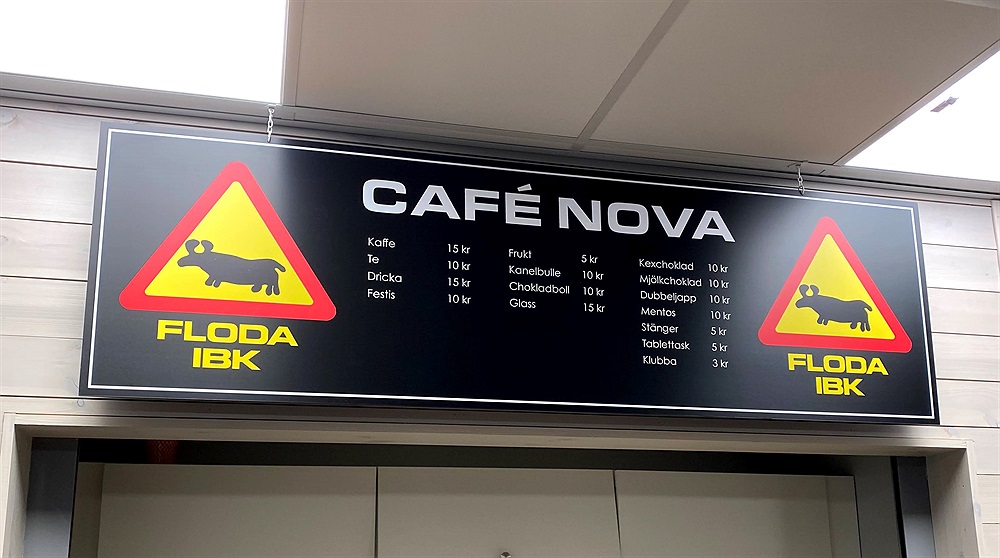 CAFÉ NOVA
Kaffe 15 kr
Te 10 kr
Dricka 15 kr
Festis 10 kr
Frukt 5 kr
Kanelbulle 10 kr
Chokladboll 10 kr
Glass 15 kr
Kexchoklad 10 kr
Mjölkchoklad 10 kr
Dubbeljapp 10 kr
Mentos 10 kr
Stänger 5 kr
Tablettask 5 kr
Klubba 3 kr
FLODA
IBK
FLODA
IBK